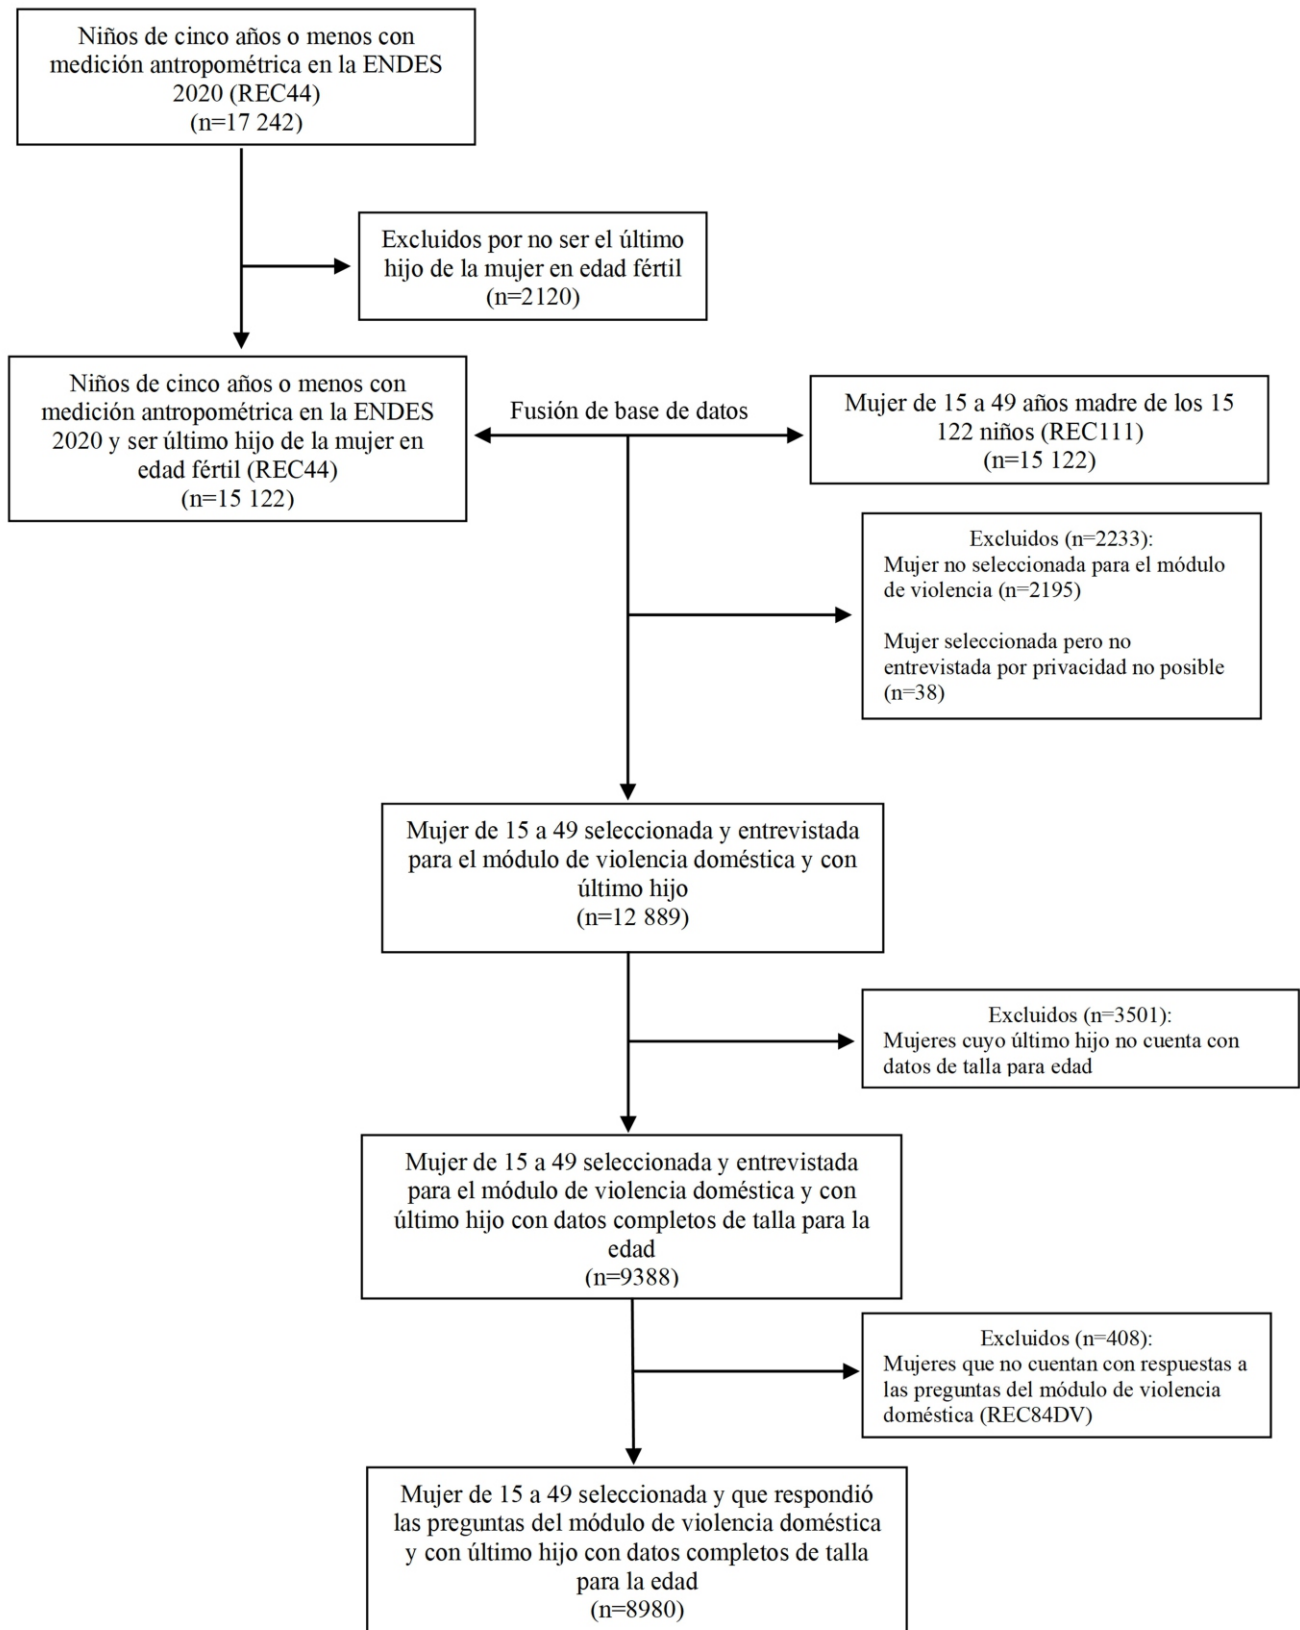 Niños de cinco años o menos con
medición antropométrica en la ENDES
2020 (REC44)
(n=17 242)
Excluidos por no ser el último
hijo de la mujer en edad fértil
(n=2120)
Niños de cinco años o menos con
medición antropométrica en la ENDES
2020 y ser último hijo de la mujer en
edad fértil (REC44)
(n=15 122)
Fusión de base de datos
Mujer de 15 a 49 años madre de los 15
122 niños (REC111)
(n=15 122)
Excluidos (n=2233):
Mujer no seleccionada para el módulo
de violencia (n=2195)
Mujer seleccionada pero no
entrevistada por privacidad no posible
(n=38)
Mujer de 15 a 49 seleccionada y entrevistada
para el módulo de violencia doméstica y con
último hijo
(n=12 889)
Excluidos (n=3501):
Mujeres cuyo último hijo no cuenta con
datos de talla para edad
Mujer de 15 a 49 seleccionada y entrevistada
para el módulo de violencia doméstica y con
último hijo con datos completos de talla para la
edad
(n=9388)
Excluidos (n=408):
Mujeres que no cuentan con respuestas a
las preguntas del módulo de violencia
doméstica (REC84DV)
Mujer de 15 a 49 seleccionada y que respondió
las preguntas del módulo de violencia doméstica
y con último hijo con datos completos de talla
para la edad
(n=8980)